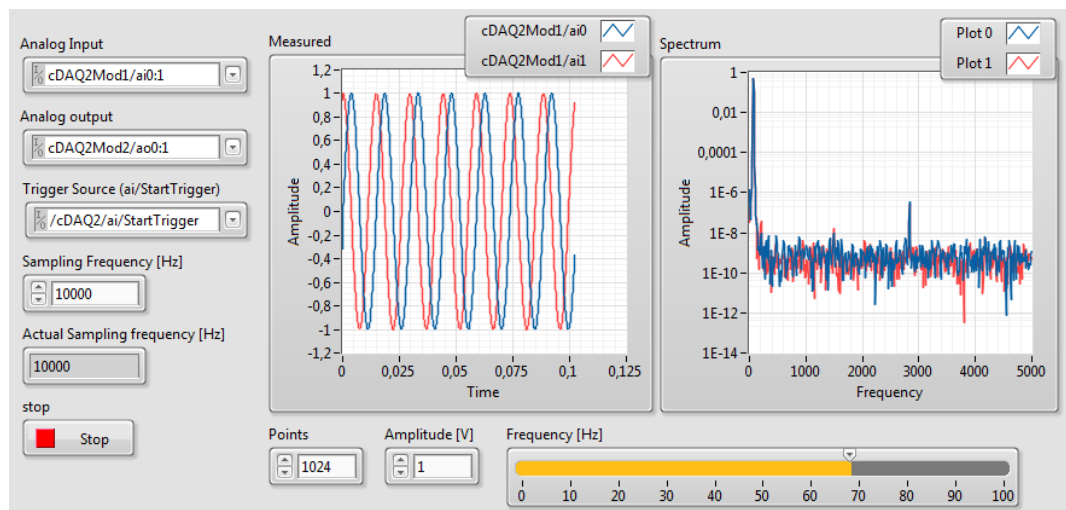 Analog Input
I/O cDAQ2Mod1/ai0:1
Analog output
I/O cDAQ2Mod2/ao0:1
Trigger Source (ai/StartTrigger)
I/O /cDAQ2/ai/StartTrigger
Sampling Frequency [Hz]
10000
Actual Sampling frequency [Hz]
10000
stop
Stop
Measured
cDAQ2Mod1/ai0
cDAQ2Mod1/ai1
1,2
1
0,8
0,6
0,4
0,2
0
-0,2
-0,4
-0,6
-0,8
-1
-1,2
Amplitude
0 0,025 0,05 0,075 0,1 0,125
Time
Spectrum
Plot 0
Plot 1
1
0,01
0,0001
1E-6
1E-8
1E-10
1E-12
1E-14
Amplitude
0 1000 2000 3000 4000 5000
Frequency
Points
1024
Amplitude [V]
1
Frequency [Hz]
0 10 20 30 40 50 60 70 80 90 100